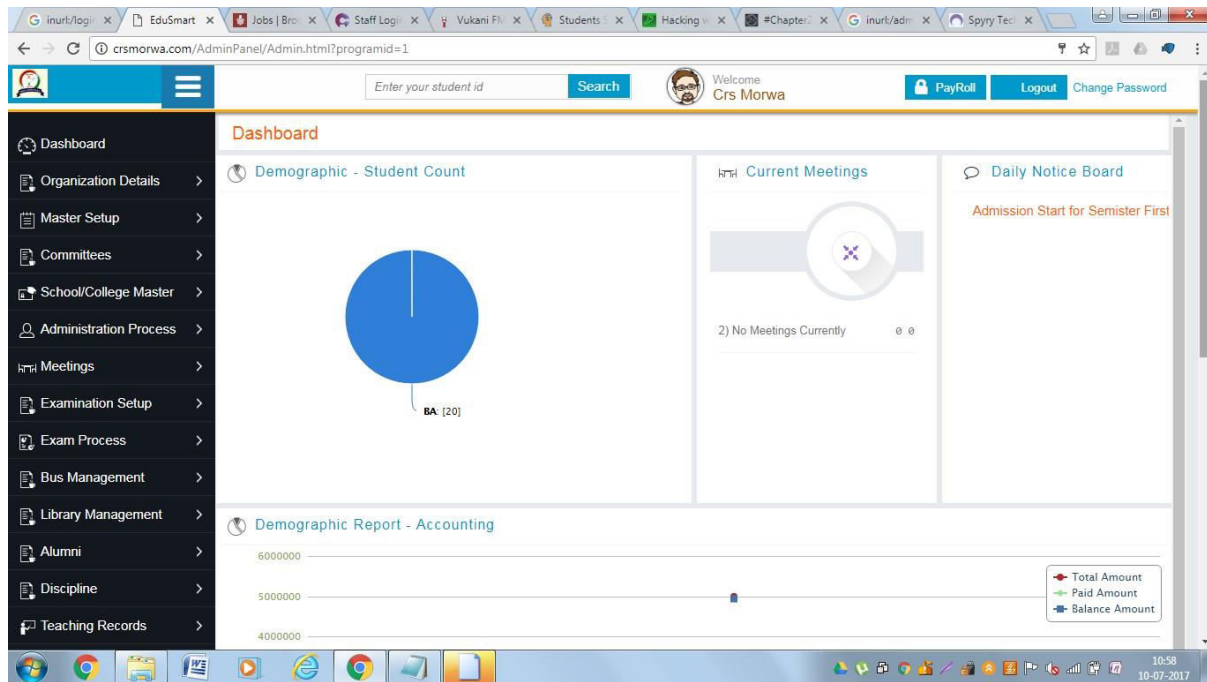 inurl:/logi
EduSmart
Jobs | Bro
Staff Logi
Vukani FM
Students S
Hacking w
#Chapter
inurl:/adm
Spyry Tec
crsmorwa.com/AdminPanel/Admin.html?programid=1
Enter your student id
Search
Welcome
Crs Morwa
PayRoll
Logout
Change Password
Dashboard
Organization Details
Master Setup
Committees
School/College Master
Administration Process
Meetings
Examination Setup
Exam Process
Bus Management
Library Management
Alumni
Discipline
Teaching Records
Dashboard
Demographic - Student Count
BA: [20]
Current Meetings
2) No Meetings Currently 0 0
Daily Notice Board
Admission Start for Semister First
Demographic Report - Accounting
6000000
5000000
4000000
Total Amount
Paid Amount
Balance Amount
10:58
10-07-2017